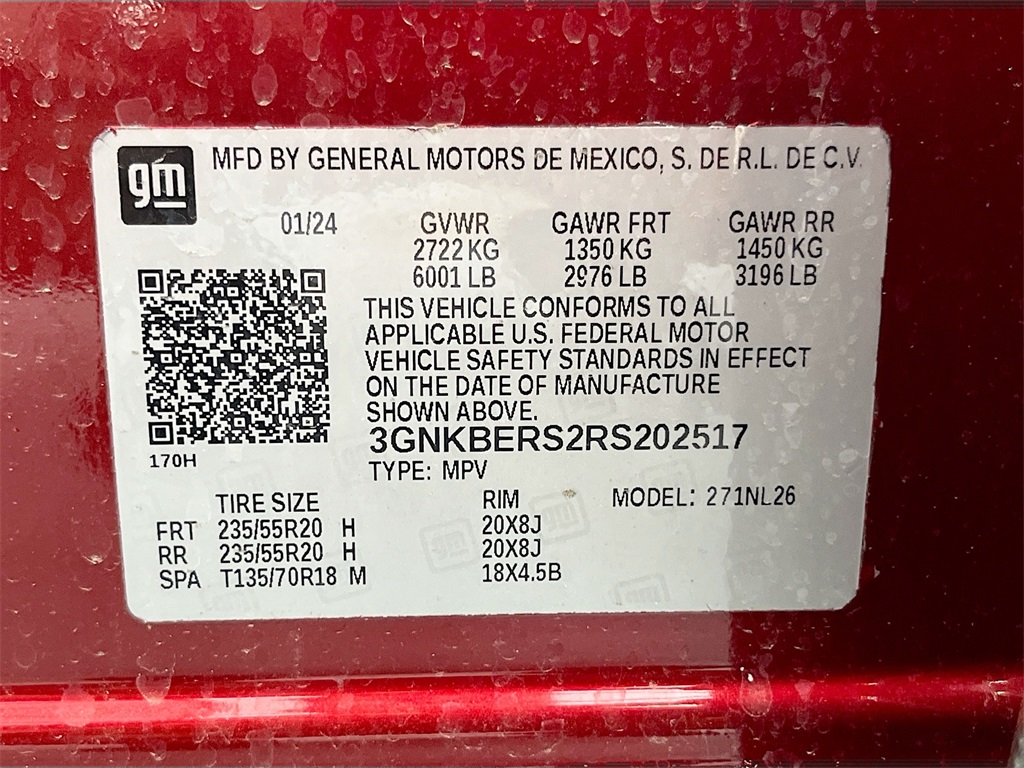 gm
MFD BY GENERAL MOTORS DE MEXICO, S. DE R.L. DE C.V.
01/24 GVWR GAWR FRT GAWR RR
2722 KG 1350 KG 1450 KG
6001 LB 2976 LB 3196 LB
THIS VEHICLE CONFORMS TO ALL
APPLICABLE U.S. FEDERAL MOTOR
VEHICLE SAFETY STANDARDS IN EFFECT
ON THE DATE OF MANUFACTURE
SHOWN ABOVE.
3GNKBERS2RS202517
170H
TYPE: MPV
TIRE SIZE RIM MODEL: 271NL26
FRT 235/55R20 H 20X8J
RR 235/55R20 H 20X8J
SPA T135/70R18 M 18X4.5B